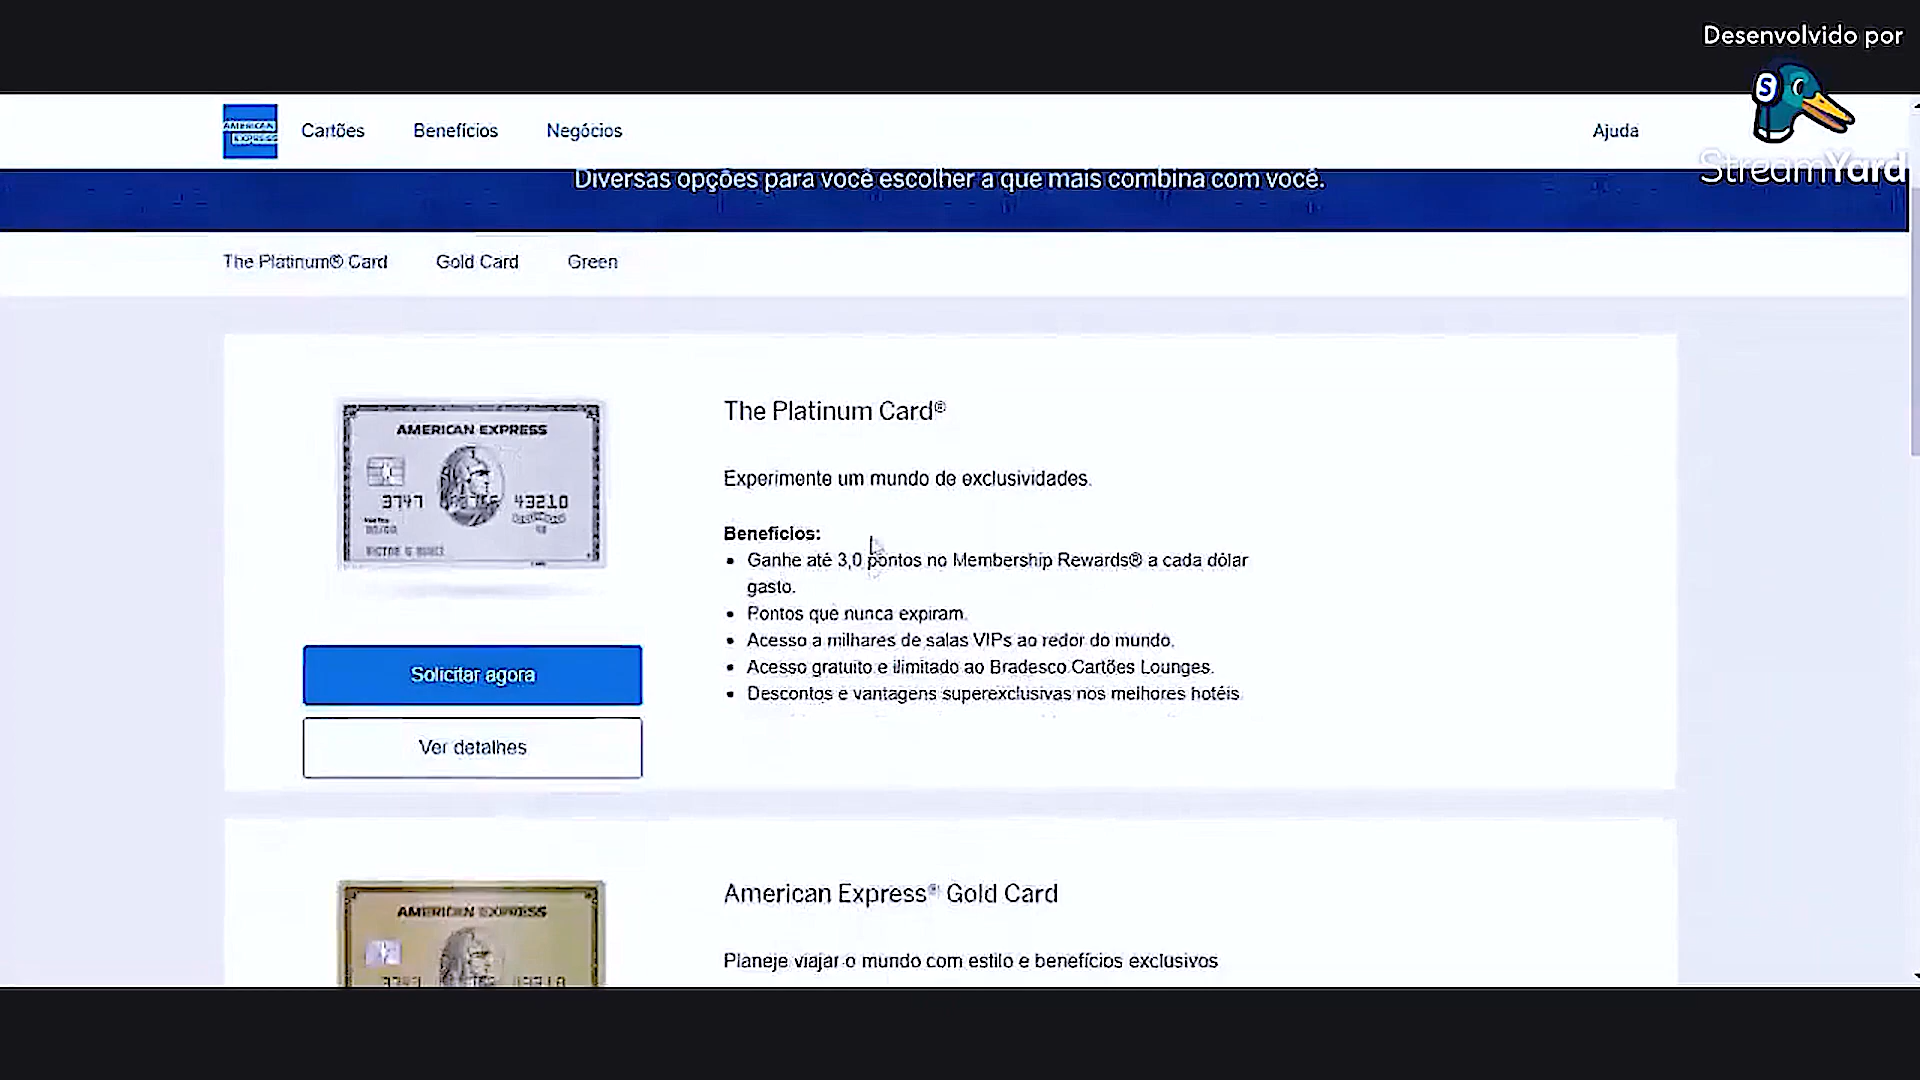 Desenvolvido por
StreamYard
AMERICAN EXPRESS
Cartões
Benefícios
Negócios
Ajuda
Diversas opções para você escolher a que mais combina com você.
The Platinum® Card
Gold Card
Green
AMERICAN EXPRESS
3747
43210
The Platinum Card®
Experimente um mundo de exclusividades.
Benefícios:
• Ganhe até 3,0 pontos no Membership Rewards® a cada dólar
gasto.
• Pontos que nunca expiram.
• Acesso a milhares de salas VIPs ao redor do mundo.
• Acesso gratuito e ilimitado ao Bradesco Cartões Lounges.
• Descontos e vantagens superexclusivas nos melhores hotéis
Solicitar agora
Ver detalhes
AMERICAN EXPRESS
American Express® Gold Card
Planeje viajar o mundo com estilo e benefícios exclusivos